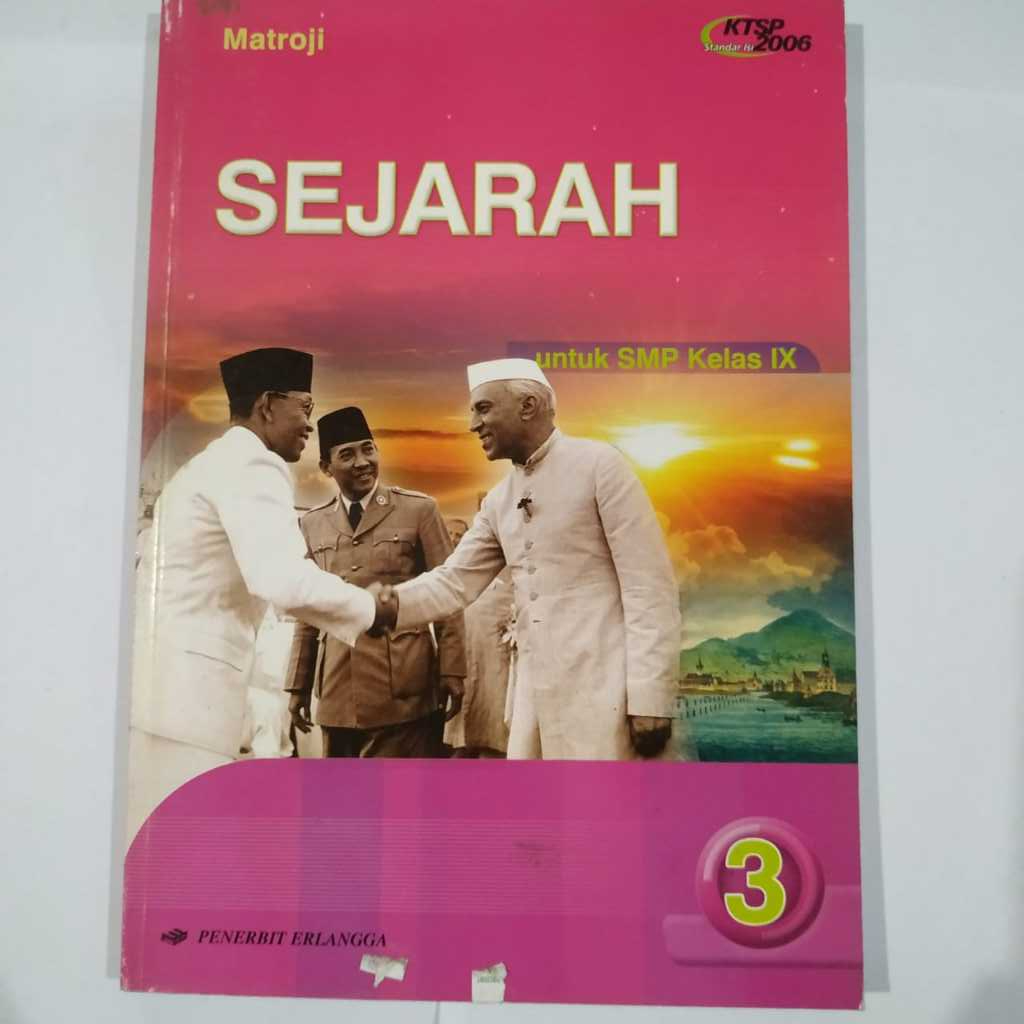 Matroji
KTSP
Standar Isi 2006
SEJARAH
untuk SMP Kelas IX
3
PENERBIT ERLANGGA